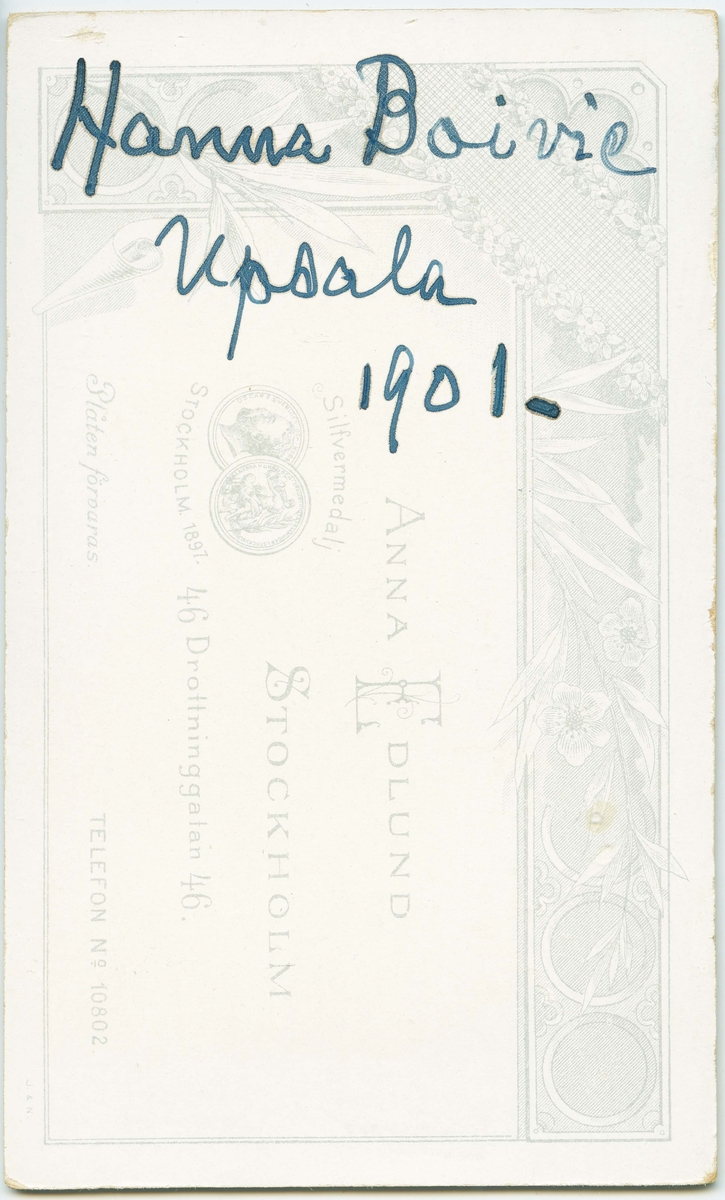 Hanna Boivie
Upsala
1901-
ANNA EDLUND
STOCKHOLM
Silfvermedalj
STOCKHOLM 1897.
46 Drottninggatan 46.
Plåten förvaras.
TELEFON No 10802.